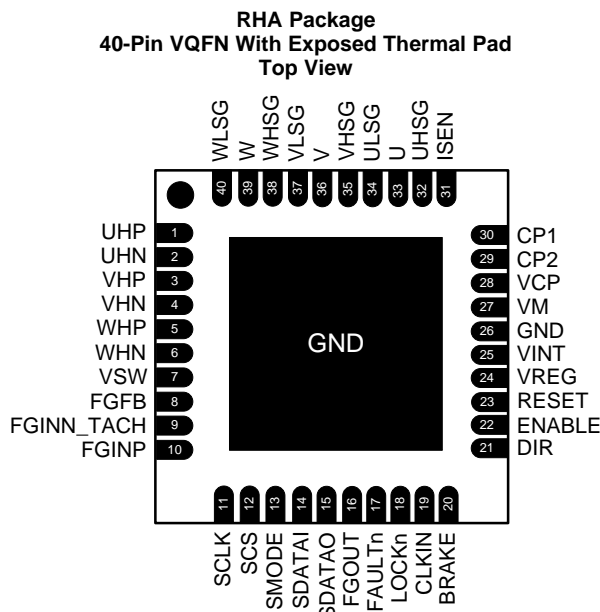 RHA Package
40-Pin VQFN With Exposed Thermal Pad
Top View
WLSG
W
WHSG
VLSG
V
VHSG
ULSG
U
UHSG
ISEN
40
39
38
37
36
35
34
33
32
31
UHP 1
UHN 2
VHP 3
VHN 4
WHP 5
WHN 6
VSW 7
FGFB 8
FGINN_TACH 9
FGINP 10
GND
30 CP1
29 CP2
28 VCP
27 VM
26 GND
25 VINT
24 VREG
23 RESET
22 ENABLE
21 DIR
11
12
13
14
15
16
17
18
19
20
SCLK
SCS
SMODE
SDATAI
SDATAO
FGOUT
FAULTn
LOCKn
CLKIN
BRAKE